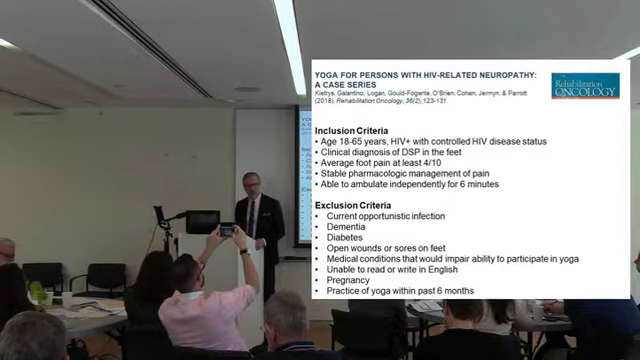 YOGA FOR PERSONS WITH HIV-RELATED NEUROPATHY:
A CASE SERIES
Kietrys, Galantino, Logan, Gould-Fogerite, O'Brien, Cohen, Jermyn, & Parrott
(2018). Rehabilitation Oncology, 36(2), 123-131.
Rehabilitation
ONCOLOGY
Inclusion Criteria
• Age 18-65 years, HIV+ with controlled HIV disease status
• Clinical diagnosis of DSP in the feet
• Average foot pain at least 4/10
• Stable pharmacologic management of pain
• Able to ambulate independently for 6 minutes
Exclusion Criteria
• Current opportunistic infection
• Dementia
• Diabetes
• Open wounds or sores on feet
• Medical conditions that would impair ability to participate in yoga
• Unable to read or write in English
• Pregnancy
• Practice of yoga within past 6 months